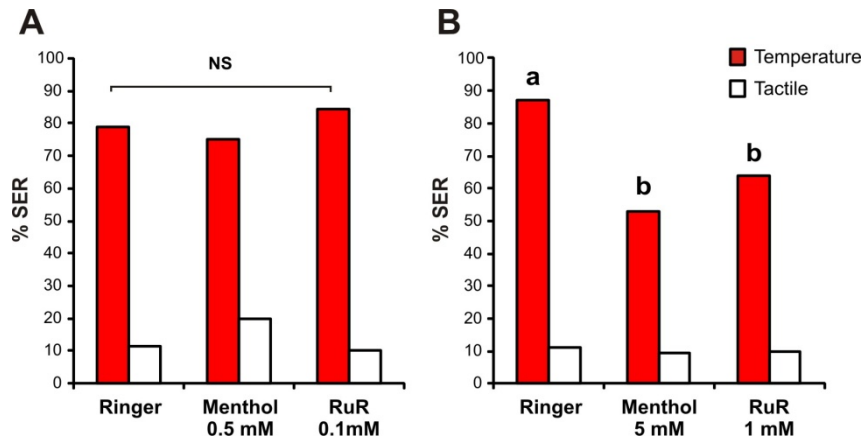 A
NS
% SER
100
90
80
70
60
50
40
30
20
10
0
Ringer
Menthol
0.5 mM
RuR
0.1mM
B
Temperature
Tactile
a
b
b
% SER
100
90
80
70
60
50
40
30
20
10
0
Ringer
Menthol
5 mM
RuR
1 mM